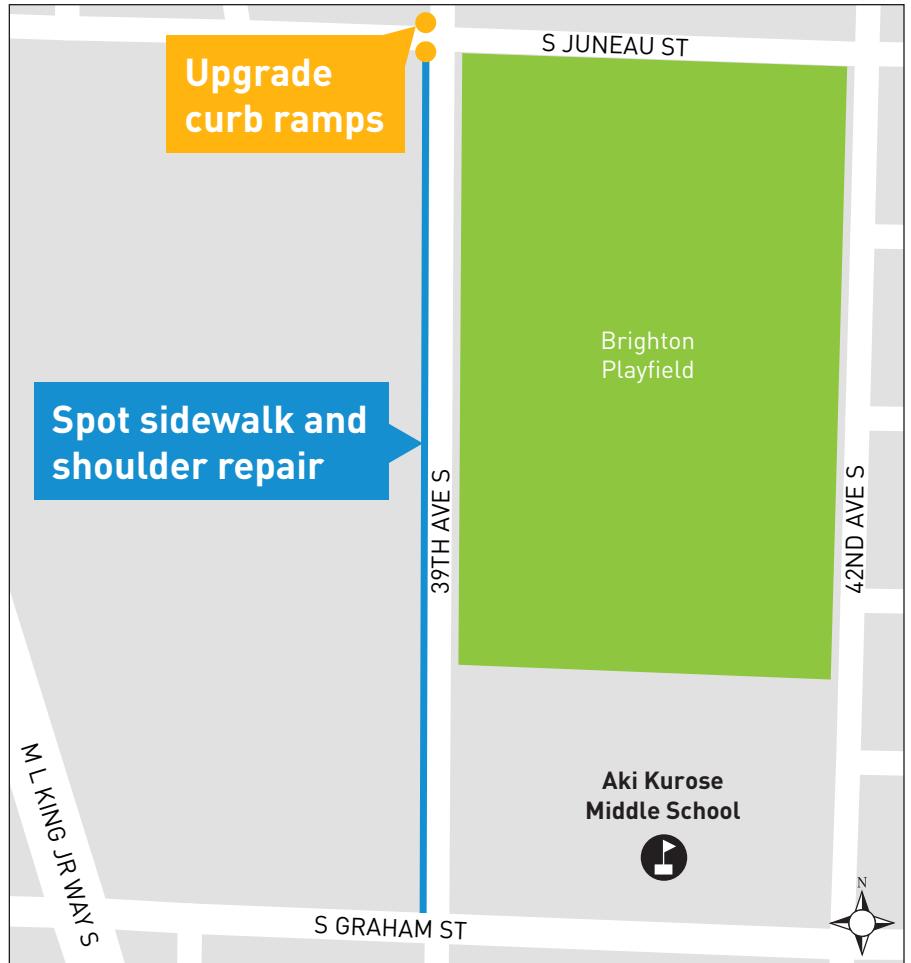 S JUNEAU ST
Upgrade
curb ramps
Brighton
Playfield
Spot sidewalk and
shoulder repair
39TH AVE S
42ND AVE S
M L KING JR WAY S
Aki Kurose
Middle School
N
S GRAHAM ST